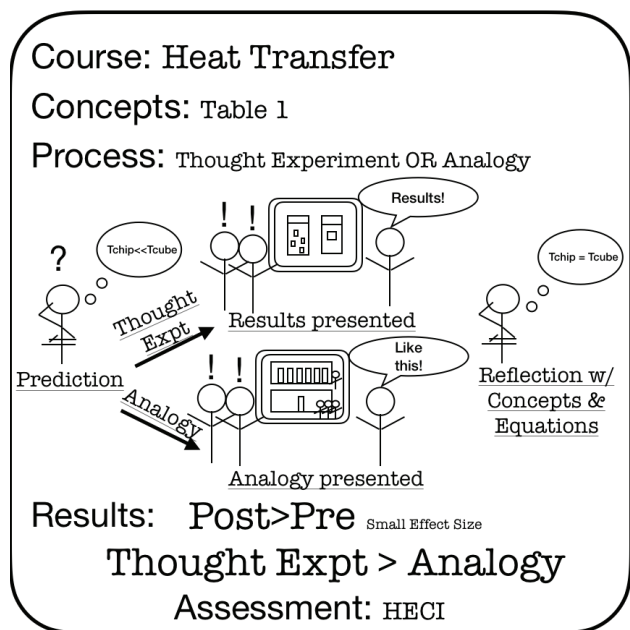 Course: Heat Transfer
Concepts: Table 1
Process: Thought Experiment OR Analogy
?
Tchip<<Tcube
! !
Results!
Tchip = Tcube
Thought
Expt
Results presented
Prediction
! !
Like
this!
Analogy
Reflection w/
Concepts &
Equations
Analogy presented
Results: Post>Pre Small Effect Size
Thought Expt > Analogy
Assessment: HECI